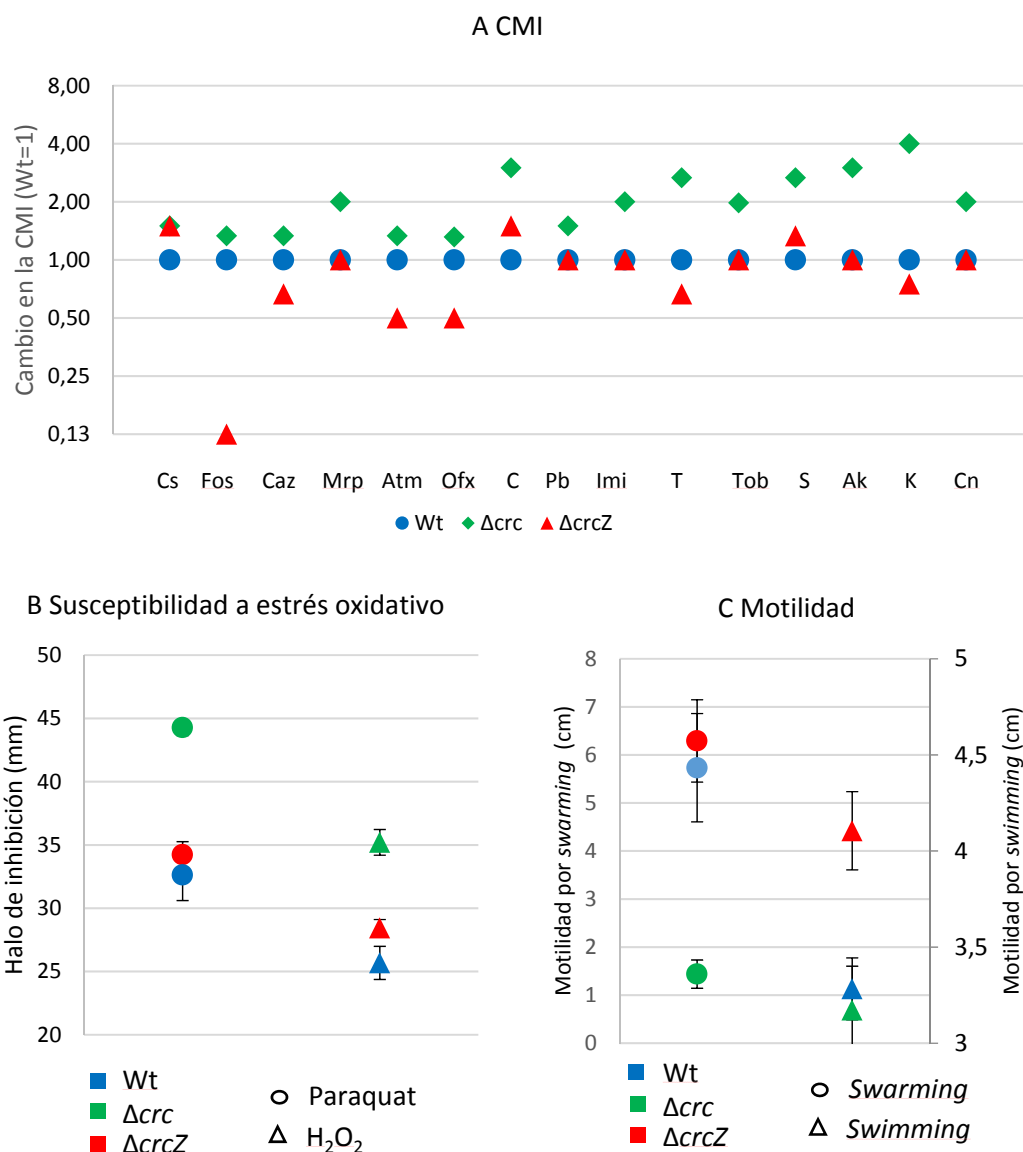 A CMI
Cambio en la CMI (Wt=1)
8,00
4,00
2,00
1,00
0,50
0,25
0,13
Cs Fos Caz Mrp Atm Ofx C Pb Imi T Tob S Ak K Cn
Wt Δcrc ΔcrcZ
B Susceptibilidad a estrés oxidativo
Halo de inhibición (mm)
50
45
40
35
30
25
20
Wt
Δcrc
ΔcrcZ
Paraquat
H₂O₂
C Motilidad
Motilidad por swarming (cm)
8
7
6
5
4
3
2
1
0
5
4,5
4
3,5
3
Motilidad por swimming (cm)
Wt
Δcrc
ΔcrcZ
Swarming
Swimming